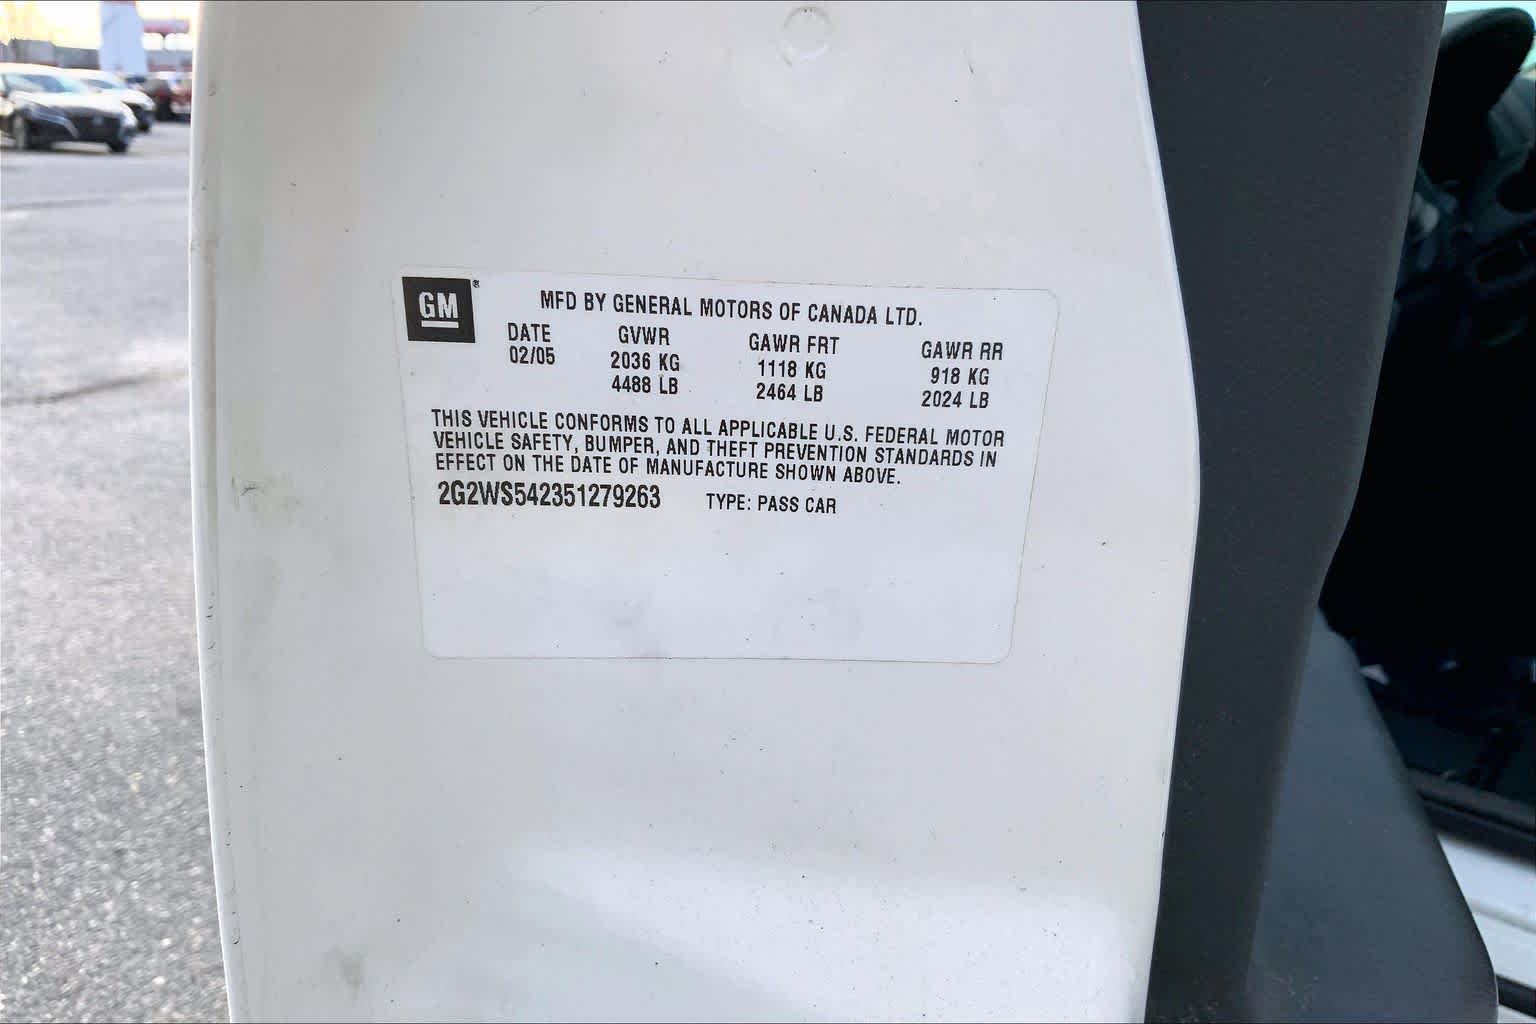 GM®
MFD BY GENERAL MOTORS OF CANADA LTD.
DATE GVWR GAWR FRT GAWR RR
02/05 2036 KG 1118 KG 918 KG
4488 LB 2464 LB 2024 LB
THIS VEHICLE CONFORMS TO ALL APPLICABLE U.S. FEDERAL MOTOR
VEHICLE SAFETY, BUMPER, AND THEFT PREVENTION STANDARDS IN
EFFECT ON THE DATE OF MANUFACTURE SHOWN ABOVE.
2G2WS542351279263 TYPE: PASS CAR